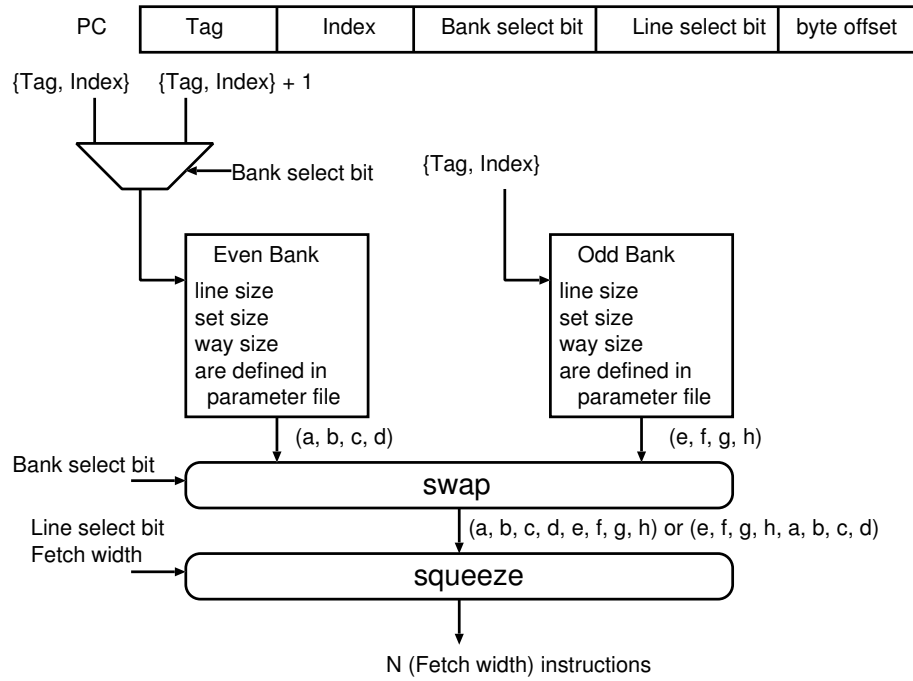 PC Tag Index Bank select bit Line select bit byte offset
{Tag, Index} {Tag, Index} + 1
Bank select bit
{Tag, Index}
Even Bank
line size
set size
way size
are defined in
parameter file
Odd Bank
line size
set size
way size
are defined in
parameter file
(a, b, c, d)
(e, f, g, h)
Bank select bit
swap
(a, b, c, d, e, f, g, h) or (e, f, g, h, a, b, c, d)
Line select bit
Fetch width
squeeze
N (Fetch width) instructions